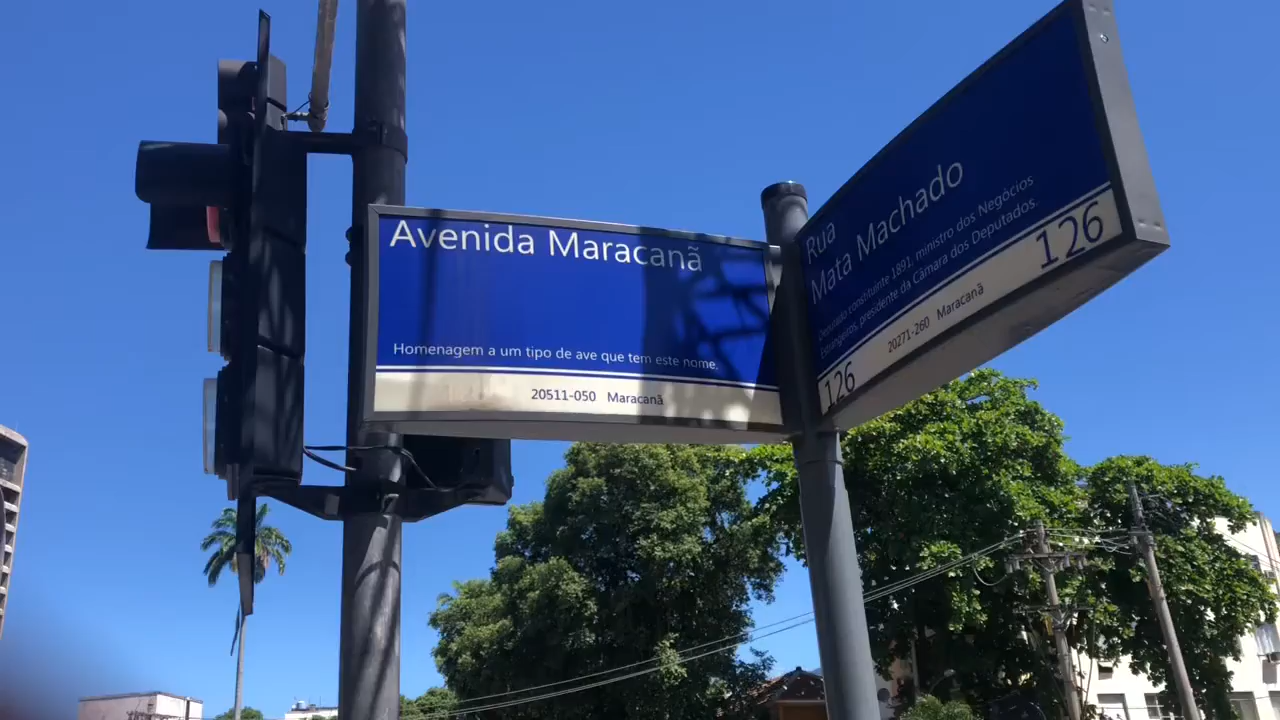 Avenida Maracanã
Homenagem a um tipo de ave que tem este nome.
20511-050 Maracanã
Rua
Mata Machado
Deputado constituinte 1891, ministro dos Negócios
Estrangeiros, presidente da Câmara dos Deputados.
126
20271-260 Maracanã
126